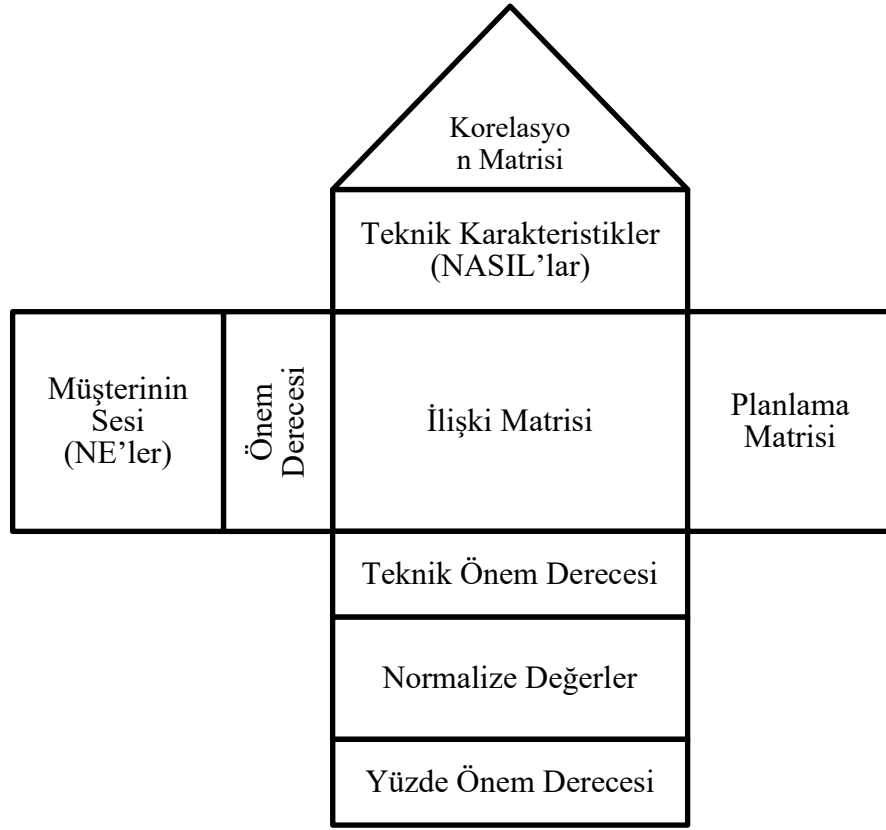 Korelasyo
n Matrisi
Teknik Karakteristikler
(NASIL’lar)
Müşterinin
Sesi
(NE’ler)
Önem
Derecesi
İlişki Matrisi
Planlama
Matrisi
Teknik Önem Derecesi
Normalize Değerler
Yüzde Önem Derecesi